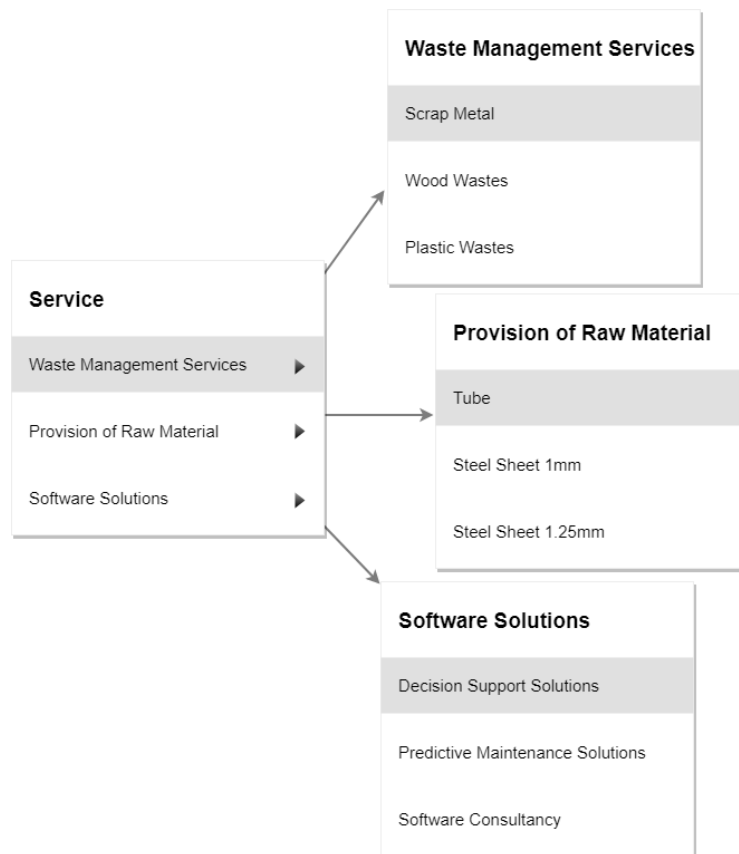 Waste Management Services
Scrap Metal
Wood Wastes
Plastic Wastes
Service
Waste Management Services
Provision of Raw Material
Software Solutions
Provision of Raw Material
Tube
Steel Sheet 1mm
Steel Sheet 1.25mm
Software Solutions
Decision Support Solutions
Predictive Maintenance Solutions
Software Consultancy